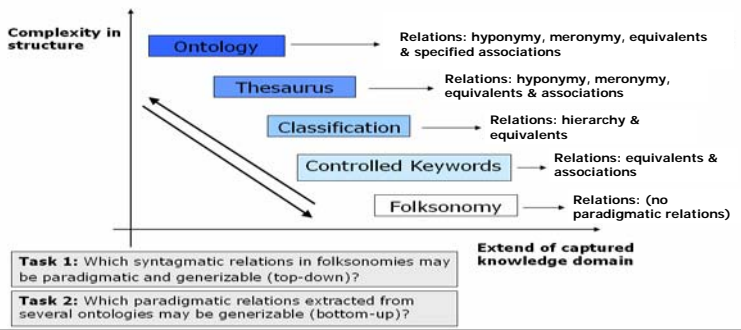 Complexity in
structure
Ontology
Relations: hyponymy, meronymy, equivalents
& specified associations
Thesaurus
Relations: hyponymy, meronymy,
equivalents & associations
Classification
Relations: hierarchy &
equivalents
Controlled Keywords
Relations: equivalents &
associations
Folksonomy
Relations: (no
paradigmatic relations)
Extend of captured
knowledge domain
Task 1: Which syntagmatic relations in folksonomies may
be paradigmatic and generizable (top-down)?
Task 2: Which paradigmatic relations extracted from
several ontologies may be generizable (bottom-up)?